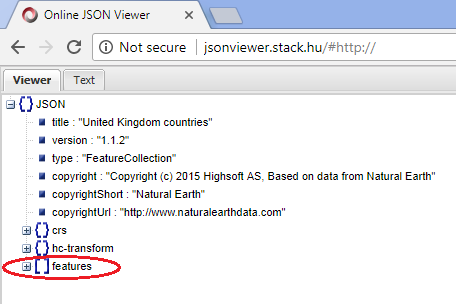 Online JSON Viewer
Not secure | jsonviewer.stack.hu/#http://
Viewer Text
{} JSON
title : "United Kingdom countries"
version : "1.1.2"
type : "FeatureCollection"
copyright : "Copyright (c) 2015 Highsoft AS, Based on data from Natural Earth"
copyrightShort : "Natural Earth"
copyrightUrl : "http://www.naturalearthdata.com"
{} crs
{} hc-transform
[] features